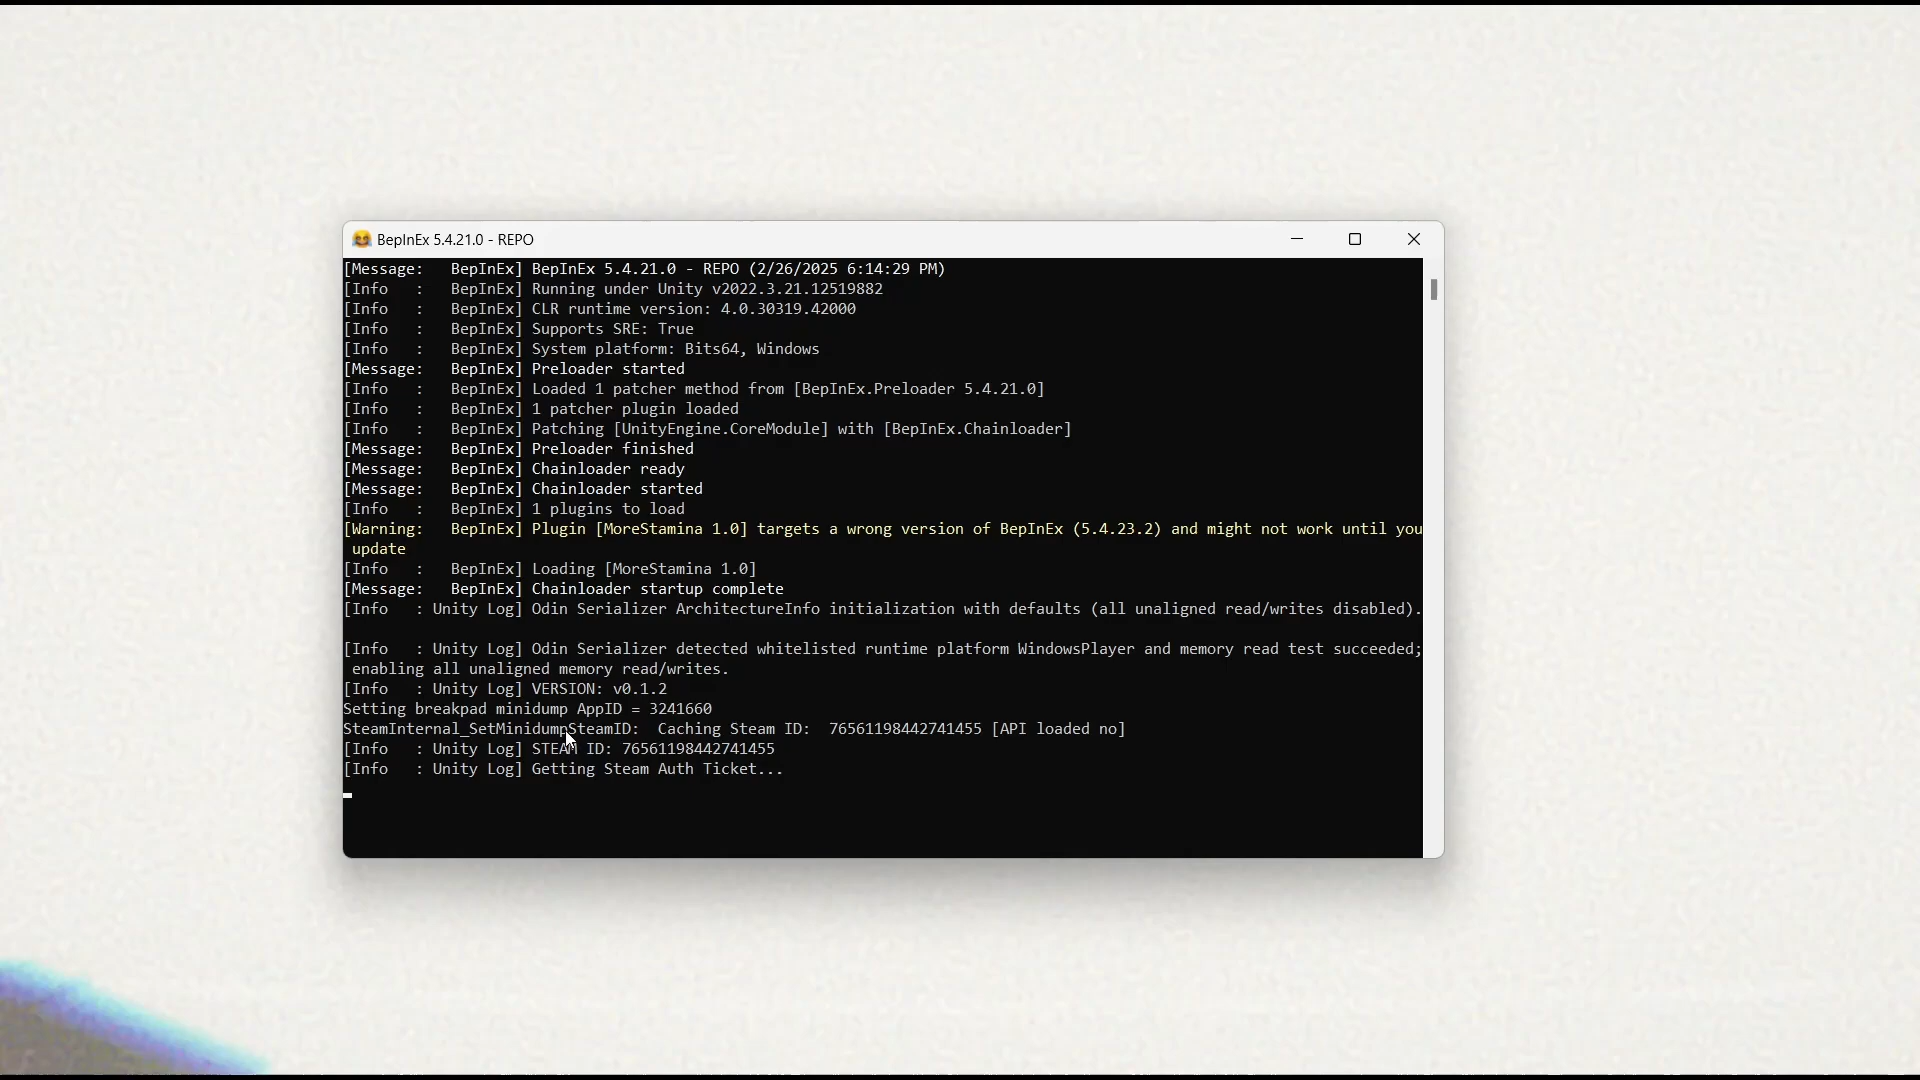 BepInEx 5.4.21.0 - REPO
[Message:   BepInEx] BepInEx 5.4.21.0 - REPO (2/26/2025 6:14:29 PM)
[Info   :   BepInEx] Running under Unity v2022.3.21.12519882
[Info   :   BepInEx] CLR runtime version: 4.0.30319.42000
[Info   :   BepInEx] Supports SRE: True
[Info   :   BepInEx] System platform: Bits64, Windows
[Message:   BepInEx] Preloader started
[Info   :   BepInEx] Loaded 1 patcher method from [BepInEx.Preloader 5.4.21.0]
[Info   :   BepInEx] 1 patcher plugin loaded
[Info   :   BepInEx] Patching [UnityEngine.CoreModule] with [BepInEx.Chainloader]
[Message:   BepInEx] Preloader finished
[Message:   BepInEx] Chainloader ready
[Message:   BepInEx] Chainloader started
[Info   :   BepInEx] 1 plugins to load
[Warning:   BepInEx] Plugin [MoreStamina 1.0] targets a wrong version of BepInEx (5.4.23.2) and might not work until you
 update
[Info   :   BepInEx] Loading [MoreStamina 1.0]
[Message:   BepInEx] Chainloader startup complete
[Info   : Unity Log] Odin Serializer ArchitectureInfo initialization with defaults (all unaligned read/writes disabled).
[Info   : Unity Log] Odin Serializer detected whitelisted runtime platform WindowsPlayer and memory read test succeeded;
 enabling all unaligned memory read/writes.
[Info   : Unity Log] VERSION: v0.1.2
Setting breakpad minidump AppID = 3241660
SteamInternal_SetMinidumpSteamID:  Caching Steam ID:  76561198442741455 [API loaded no]
[Info   : Unity Log] STEAM ID: 76561198442741455
[Info   : Unity Log] Getting Steam Auth Ticket...